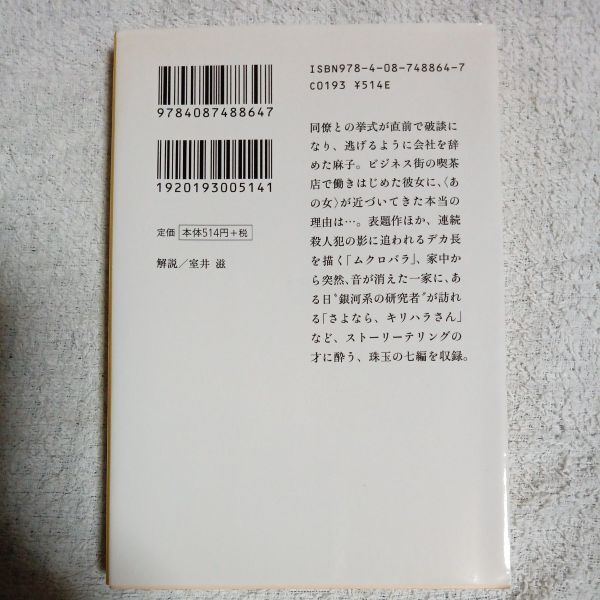 ISBN978-4-08-748864-7
C0193 ¥514E
9784087488647
1920193005141
定価 本体514円+税
解説／室井 滋
同僚との挙式が直前で破談に
なり、逃げるように会社を辞
めた麻子。ビジネス街の喫茶
店で働きはじめた彼女に、〈あ
の女〉が近づいてきた本当の
理由は…。表題作ほか、連続
殺人犯の影に追われるデカ長
を描く「ムクロバラ」、家中か
ら突然、音が消えた一家に、あ
る日〝銀河系の研究者〟が訪れ
る「さよなら、キリハラさん」
など、ストーリーテリングの
才に酔う、珠玉の七編を収録。